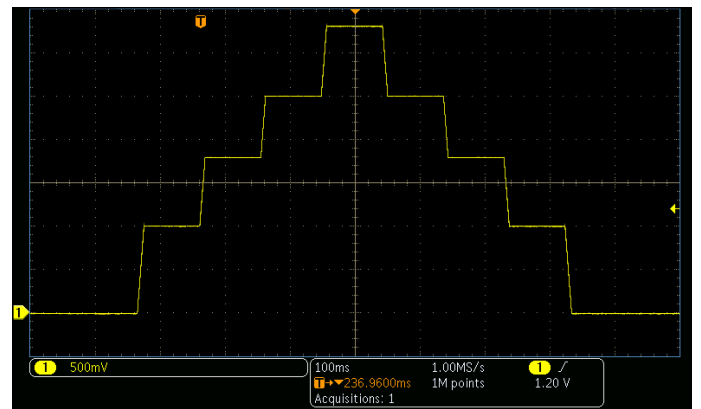 T
1
1 500mV
100ms 1.00MS/s 1
T→▼236.9600ms 1M points 1.20 V
Acquisitions: 1